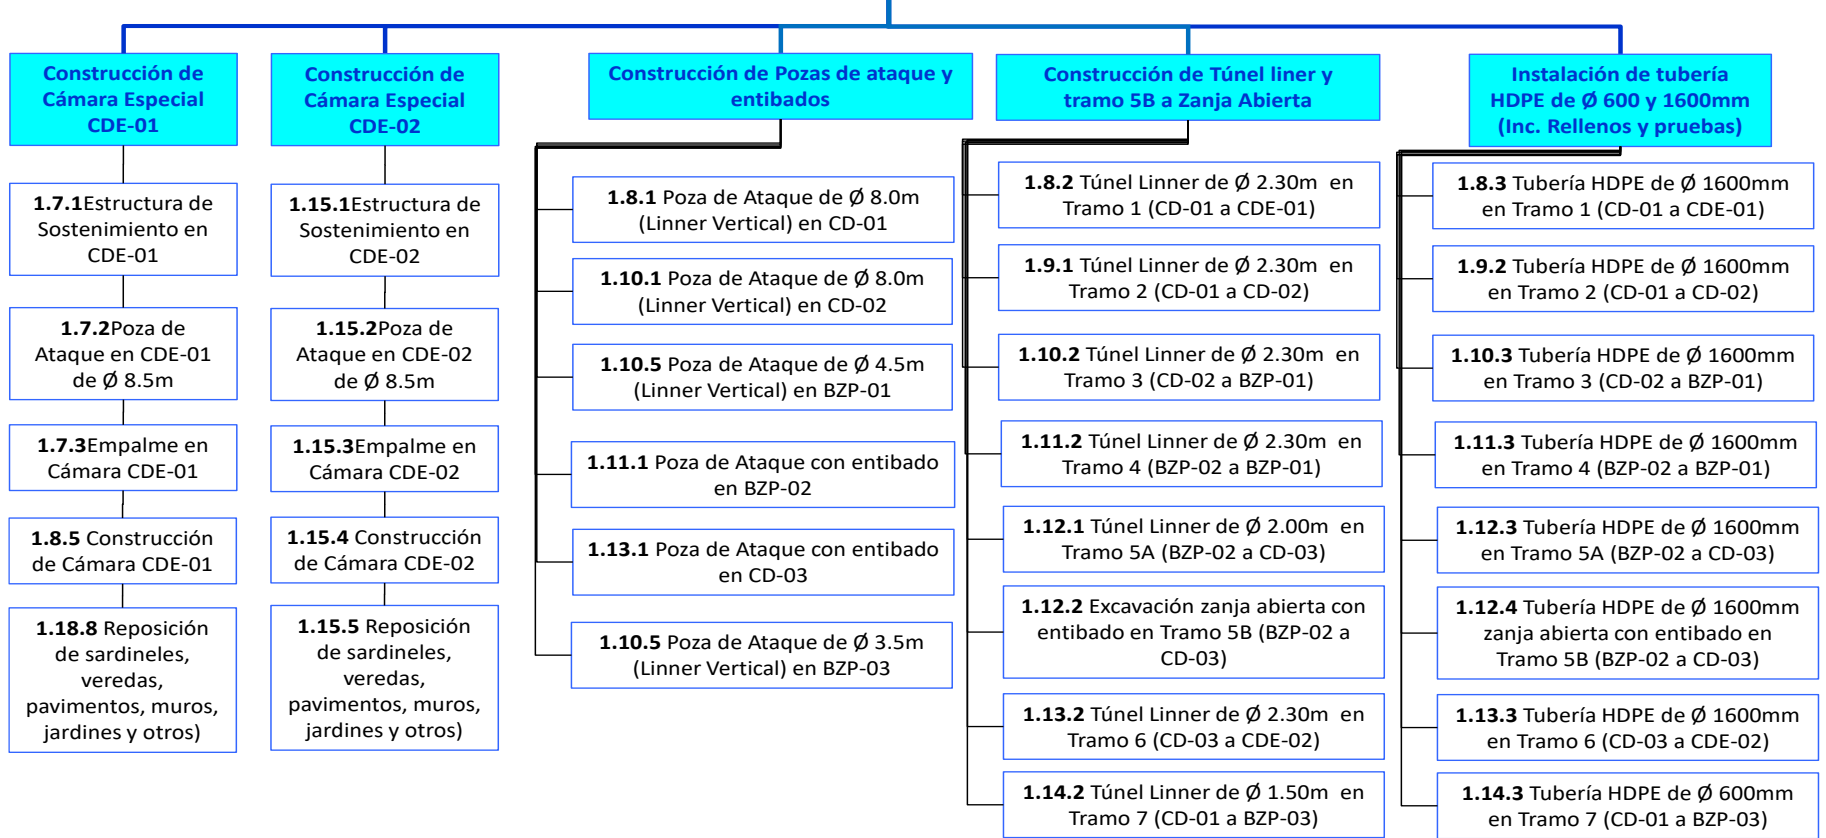 Construcción de
Cámara Especial
CDE-01
1.7.1Estructura de
Sostenimiento en
CDE-01
1.7.2Poza de
Ataque en CDE-01
de Ø 8.5m
1.7.3Empalme en
Cámara CDE-01
1.8.5 Construcción
de Cámara CDE-01
1.18.8 Reposición
de sardineles,
veredas,
pavimentos, muros,
jardines y otros)
Construcción de
Cámara Especial
CDE-02
1.15.1Estructura de
Sostenimiento en
CDE-02
1.15.2Poza de
Ataque en CDE-02
de Ø 8.5m
1.15.3Empalme en
Cámara CDE-02
1.15.4 Construcción
de Cámara CDE-02
1.15.5 Reposición
de sardineles,
veredas,
pavimentos, muros,
jardines y otros)
Construcción de Pozas de ataque y
entibados
1.8.1 Poza de Ataque de Ø 8.0m
(Linner Vertical) en CD-01
1.10.1 Poza de Ataque de Ø 8.0m
(Linner Vertical) en CD-02
1.10.5 Poza de Ataque de Ø 4.5m
(Linner Vertical) en BZP-01
1.11.1 Poza de Ataque con entibado
en BZP-02
1.13.1 Poza de Ataque con entibado
en CD-03
1.10.5 Poza de Ataque de Ø 3.5m
(Linner Vertical) en BZP-03
Construcción de Túnel liner y
tramo 5B a Zanja Abierta
1.8.2 Túnel Linner de Ø 2.30m en
Tramo 1 (CD-01 a CDE-01)
1.9.1 Túnel Linner de Ø 2.30m en
Tramo 2 (CD-01 a CD-02)
1.10.2 Túnel Linner de Ø 2.30m en
Tramo 3 (CD-02 a BZP-01)
1.11.2 Túnel Linner de Ø 2.30m en
Tramo 4 (BZP-02 a BZP-01)
1.12.1 Túnel Linner de Ø 2.00m en
Tramo 5A (BZP-02 a CD-03)
1.12.2 Excavación zanja abierta con
entibado en Tramo 5B (BZP-02 a
CD-03)
1.13.2 Túnel Linner de Ø 2.30m en
Tramo 6 (CD-03 a CDE-02)
1.14.2 Túnel Linner de Ø 1.50m en
Tramo 7 (CD-01 a BZP-03)
Instalación de tubería
HDPE de Ø 600 y 1600mm
(Inc. Rellenos y pruebas)
1.8.3 Tubería HDPE de Ø 1600mm
en Tramo 1 (CD-01 a CDE-01)
1.9.2 Tubería HDPE de Ø 1600mm
en Tramo 2 (CD-01 a CD-02)
1.10.3 Tubería HDPE de Ø 1600mm
en Tramo 3 (CD-02 a BZP-01)
1.11.3 Tubería HDPE de Ø 1600mm
en Tramo 4 (BZP-02 a BZP-01)
1.12.3 Tubería HDPE de Ø 1600mm
en Tramo 5A (BZP-02 a CD-03)
1.12.4 Tubería HDPE de Ø 1600mm
zanja abierta con entibado en
Tramo 5B (BZP-02 a CD-03)
1.13.3 Tubería HDPE de Ø 1600mm
en Tramo 6 (CD-03 a CDE-02)
1.14.3 Tubería HDPE de Ø 600mm
en Tramo 7 (CD-01 a BZP-03)